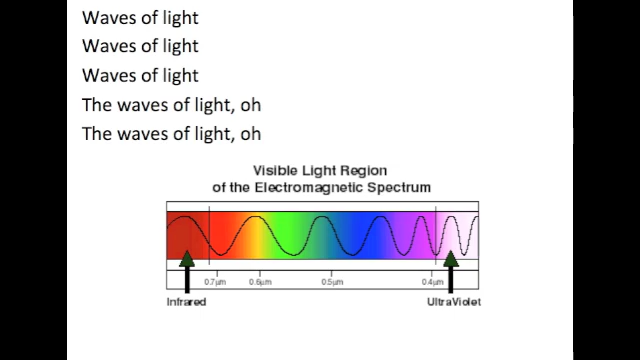 Waves of light
Waves of light
Waves of light
The waves of light, oh
The waves of light, oh
Visible Light Region
of the Electromagnetic Spectrum
0.7μm 0.6μm 0.5μm 0.4μm
Infrared UltraViolet